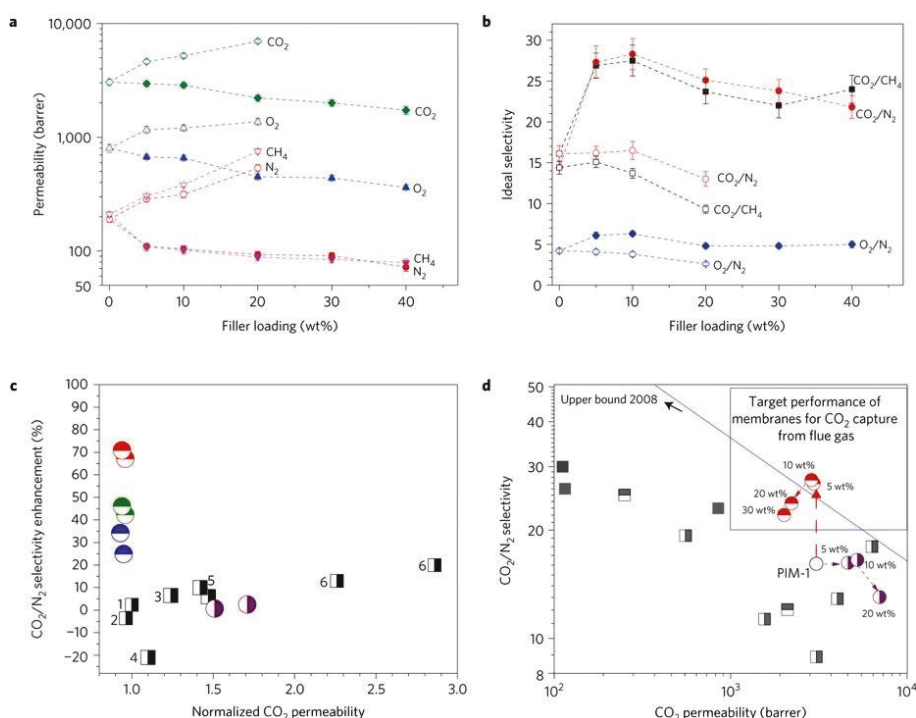 a
10,000
1,000
100
50
Permeability (barrer)
CO2
CO2
O2
CH4
N2
O2
CH4
N2
0 10 20 30 40
Filler loading (wt%)
b
30
25
20
15
10
5
0
Ideal selectivity
CO2/CH4
CO2/N2
CO2/N2
CO2/CH4
O2/N2
O2/N2
0 10 20 30 40
Filler loading (wt%)
c
100
90
80
70
60
50
40
30
20
10
0
−10
−20
CO2/N2 selectivity enhancement (%)
1
2
3
4
5
6
6
1.0 1.5 2.0 2.5 3.0
Normalized CO2 permeability
d
50
40
30
20
10
8
CO2/N2 selectivity
Upper bound 2008
Target performance of
membranes for CO2 capture
from flue gas
10 wt%
5 wt%
20 wt%
30 wt%
PIM-1
5 wt%
10 wt%
20 wt%
10² 10³ 10⁴
CO2 permeability (barrer)